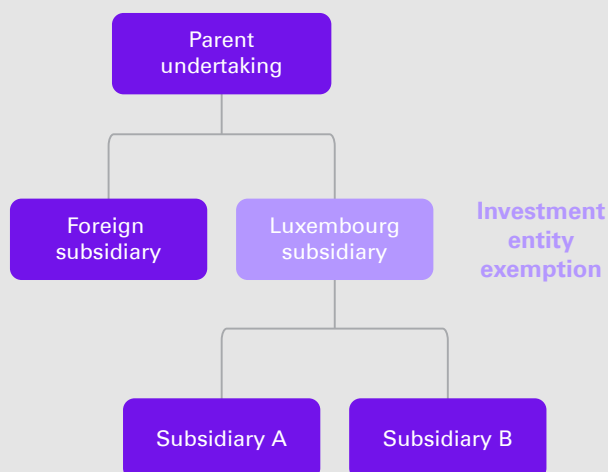 Parent
undertaking
Foreign
subsidiary
Luxembourg
subsidiary
Investment
entity
exemption
Subsidiary A
Subsidiary B